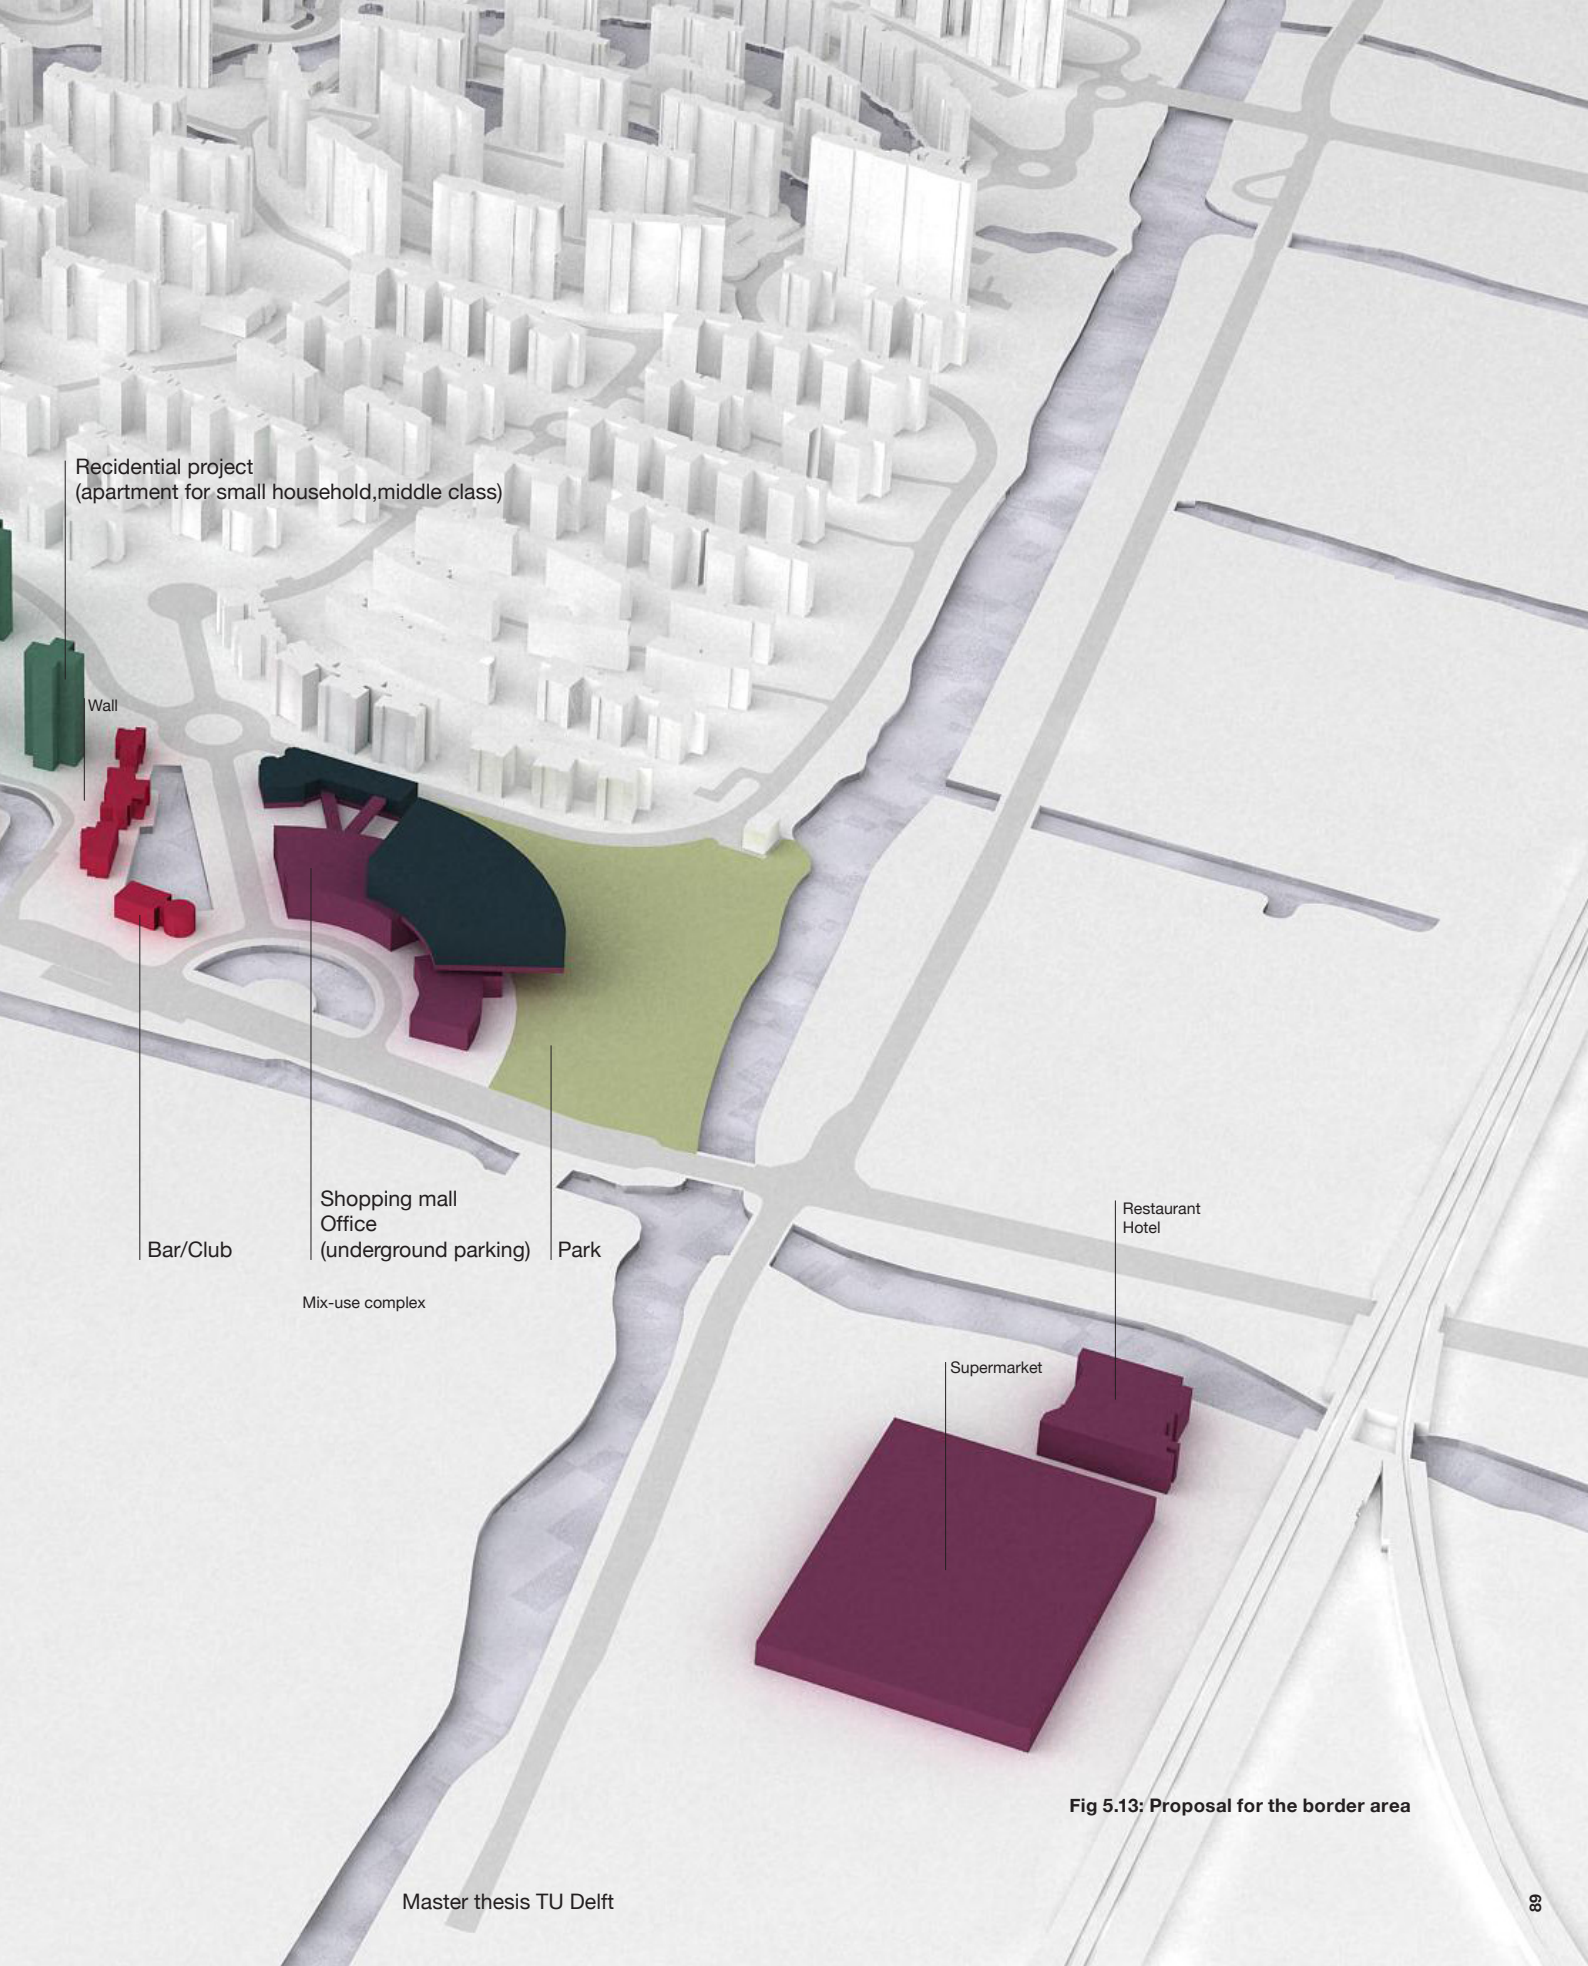 Recidential project
(apartment for small household,middle class)
Wall
Bar/Club
Shopping mall
Office
(underground parking)
Park
Mix-use complex
Restaurant
Hotel
Supermarket
Fig 5.13: Proposal for the border area
Master thesis TU Delft
89